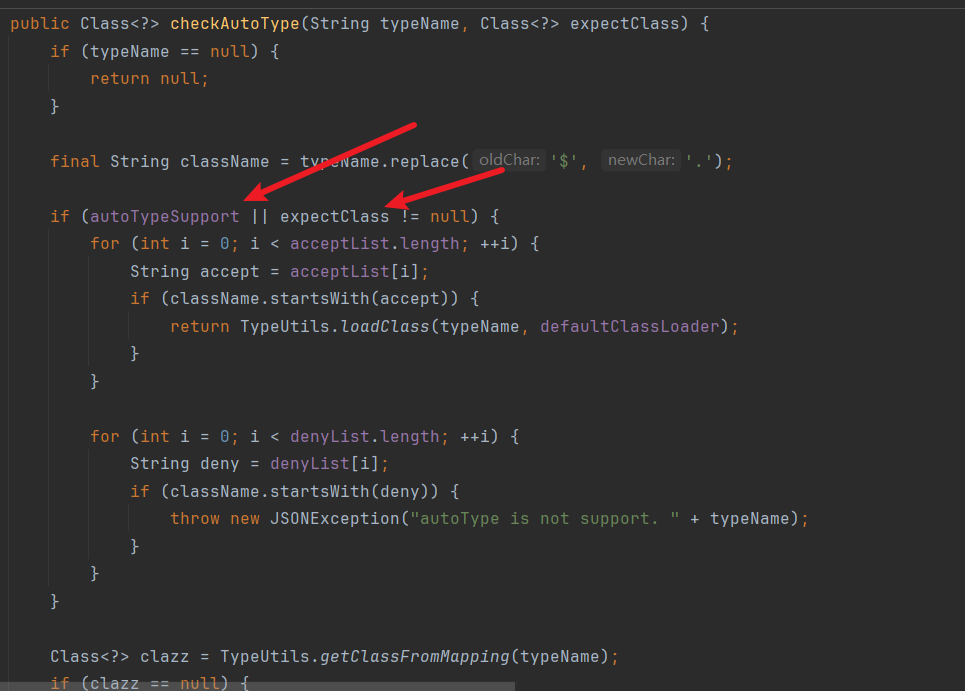 public Class<?> checkAutoType(String typeName, Class<?> expectClass) {
if (typeName == null) {
return null;
}
final String className = typeName.replace( oldChar: '$', newChar: '.');
if (autoTypeSupport || expectClass != null) {
for (int i = 0; i < acceptList.length; ++i) {
String accept = acceptList[i];
if (className.startsWith(accept)) {
return TypeUtils.loadClass(typeName, defaultClassLoader);
}
}
for (int i = 0; i < denyList.length; ++i) {
String deny = denyList[i];
if (className.startsWith(deny)) {
throw new JSONException("autoType is not support. " + typeName);
}
}
}
Class<?> clazz = TypeUtils.getClassFromMapping(typeName);
if (clazz == null) {